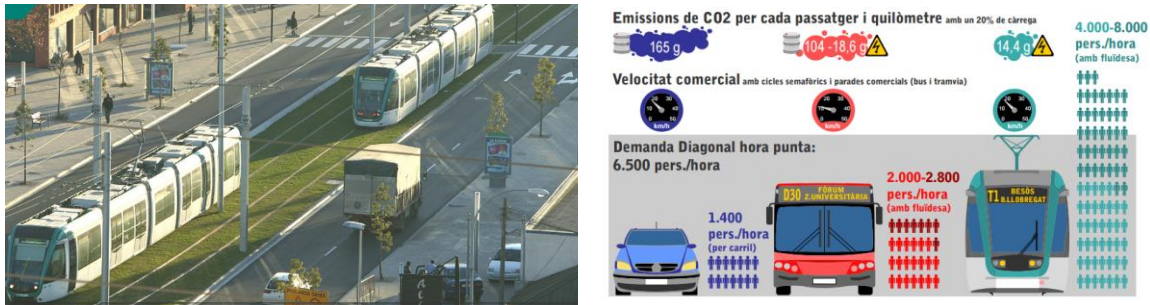 Emissions de CO2 per cada passatger i quilòmetre amb un 20% de càrrega
165 g
104 -18,6 g
14,4 g
4.000-8.000
pers./hora
(amb fluïdesa)
Velocitat comercial amb cicles semafòrics i parades comercials (bus i tramvia)
km/h
km/h
km/h
Demanda Diagonal hora punta:
6.500 pers./hora
1.400
pers./hora
(per carril)
D30 FÒRUM
Z.UNIVERSITÀRIA
2.000-2.800
pers./hora
(amb fluïdesa)
T1 BESÒS
B.LLOBREGAT